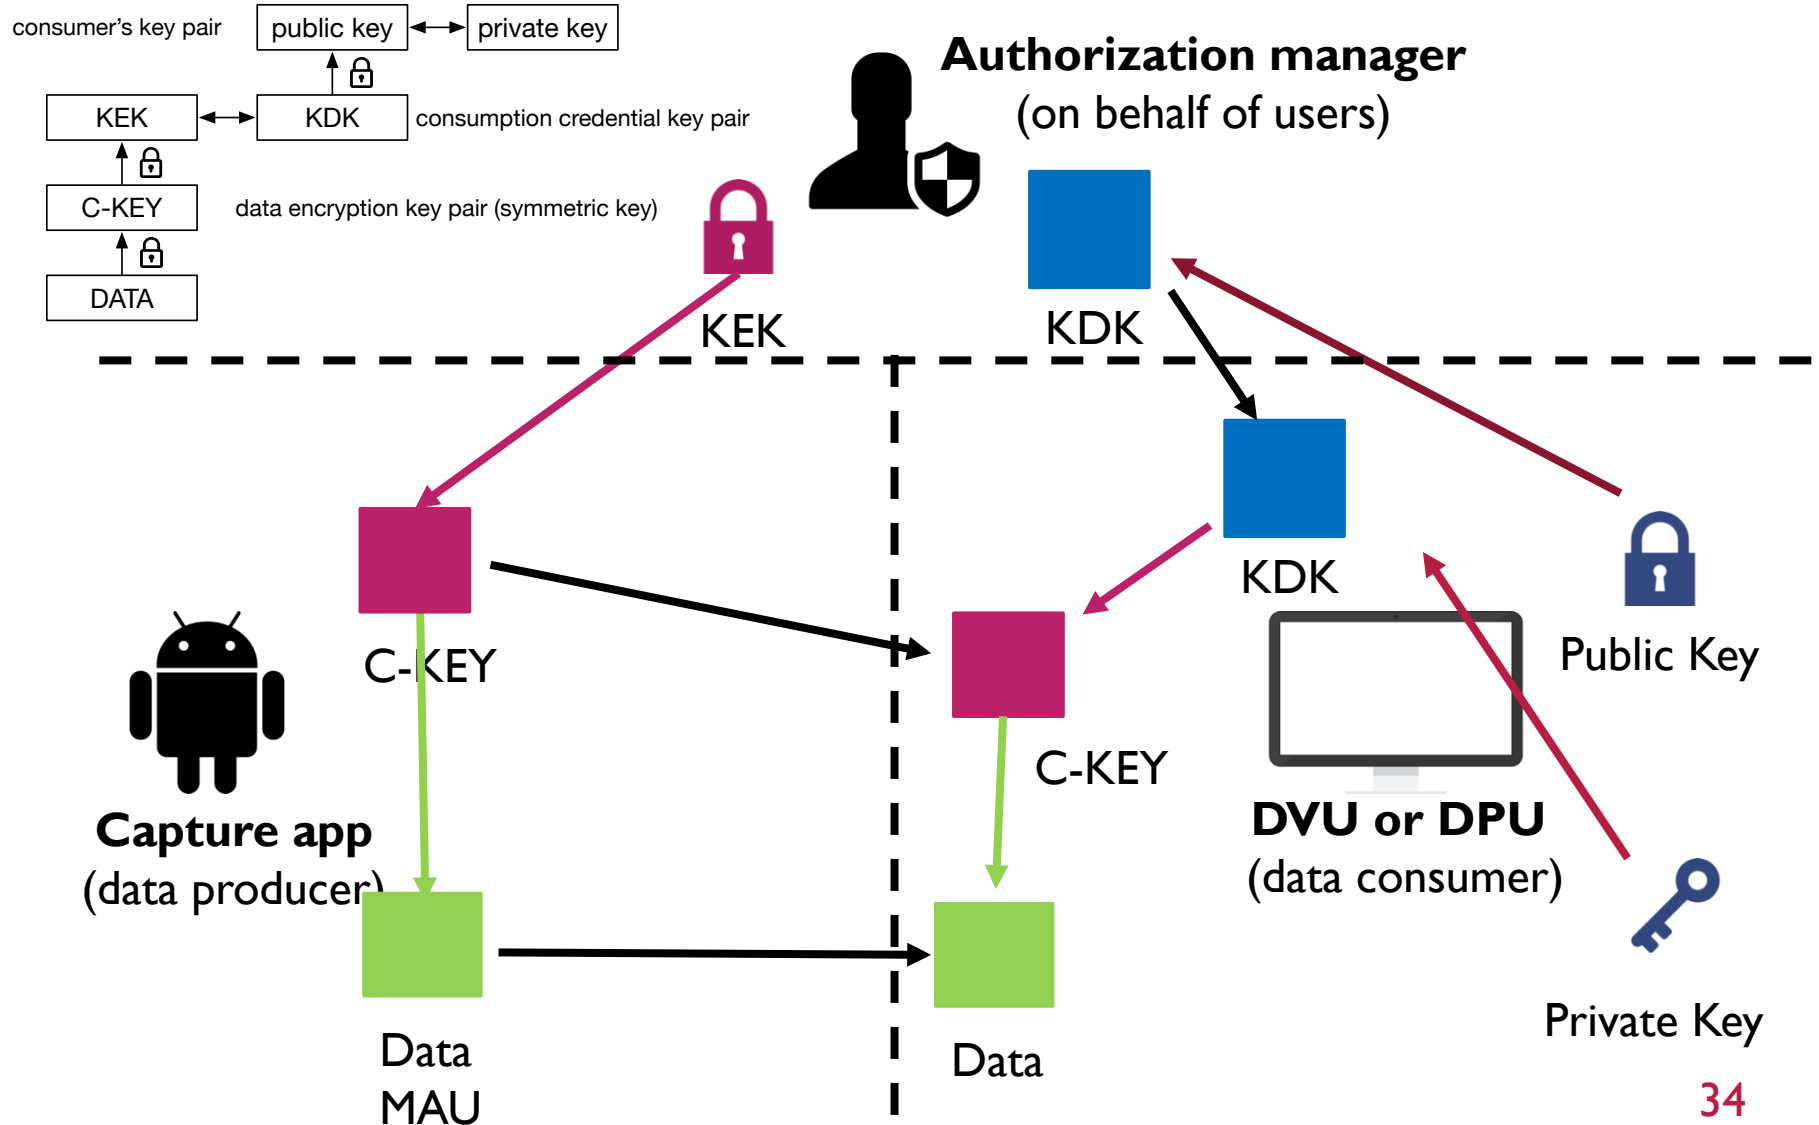 consumer's key pair
public key
private key
KEK
KDK
consumption credential key pair
C-KEY
data encryption key pair (symmetric key)
DATA
Authorization manager
(on behalf of users)
KEK
KDK
KDK
C-KEY
Public Key
C-KEY
Capture app
(data producer)
DVU or DPU
(data consumer)
Private Key
Data
MAU
Data
34